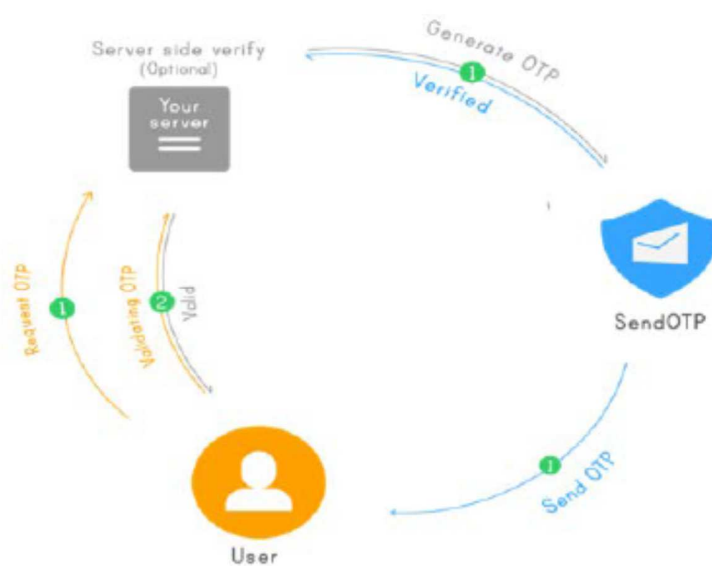 Server side verify
(Optional)
Your
server
Generate OTP
1
Verified
SendOTP
Request OTP
1
Validating OTP
2
Valid
1
Send OTP
User